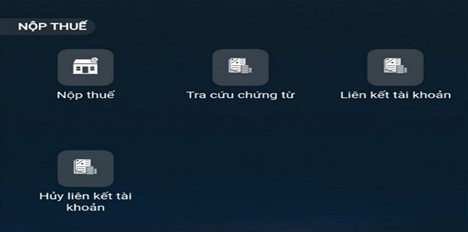 NỘP THUẾ
Nộp thuế
Tra cứu chứng từ
Liên kết tài khoản
Hủy liên kết tài
khoản